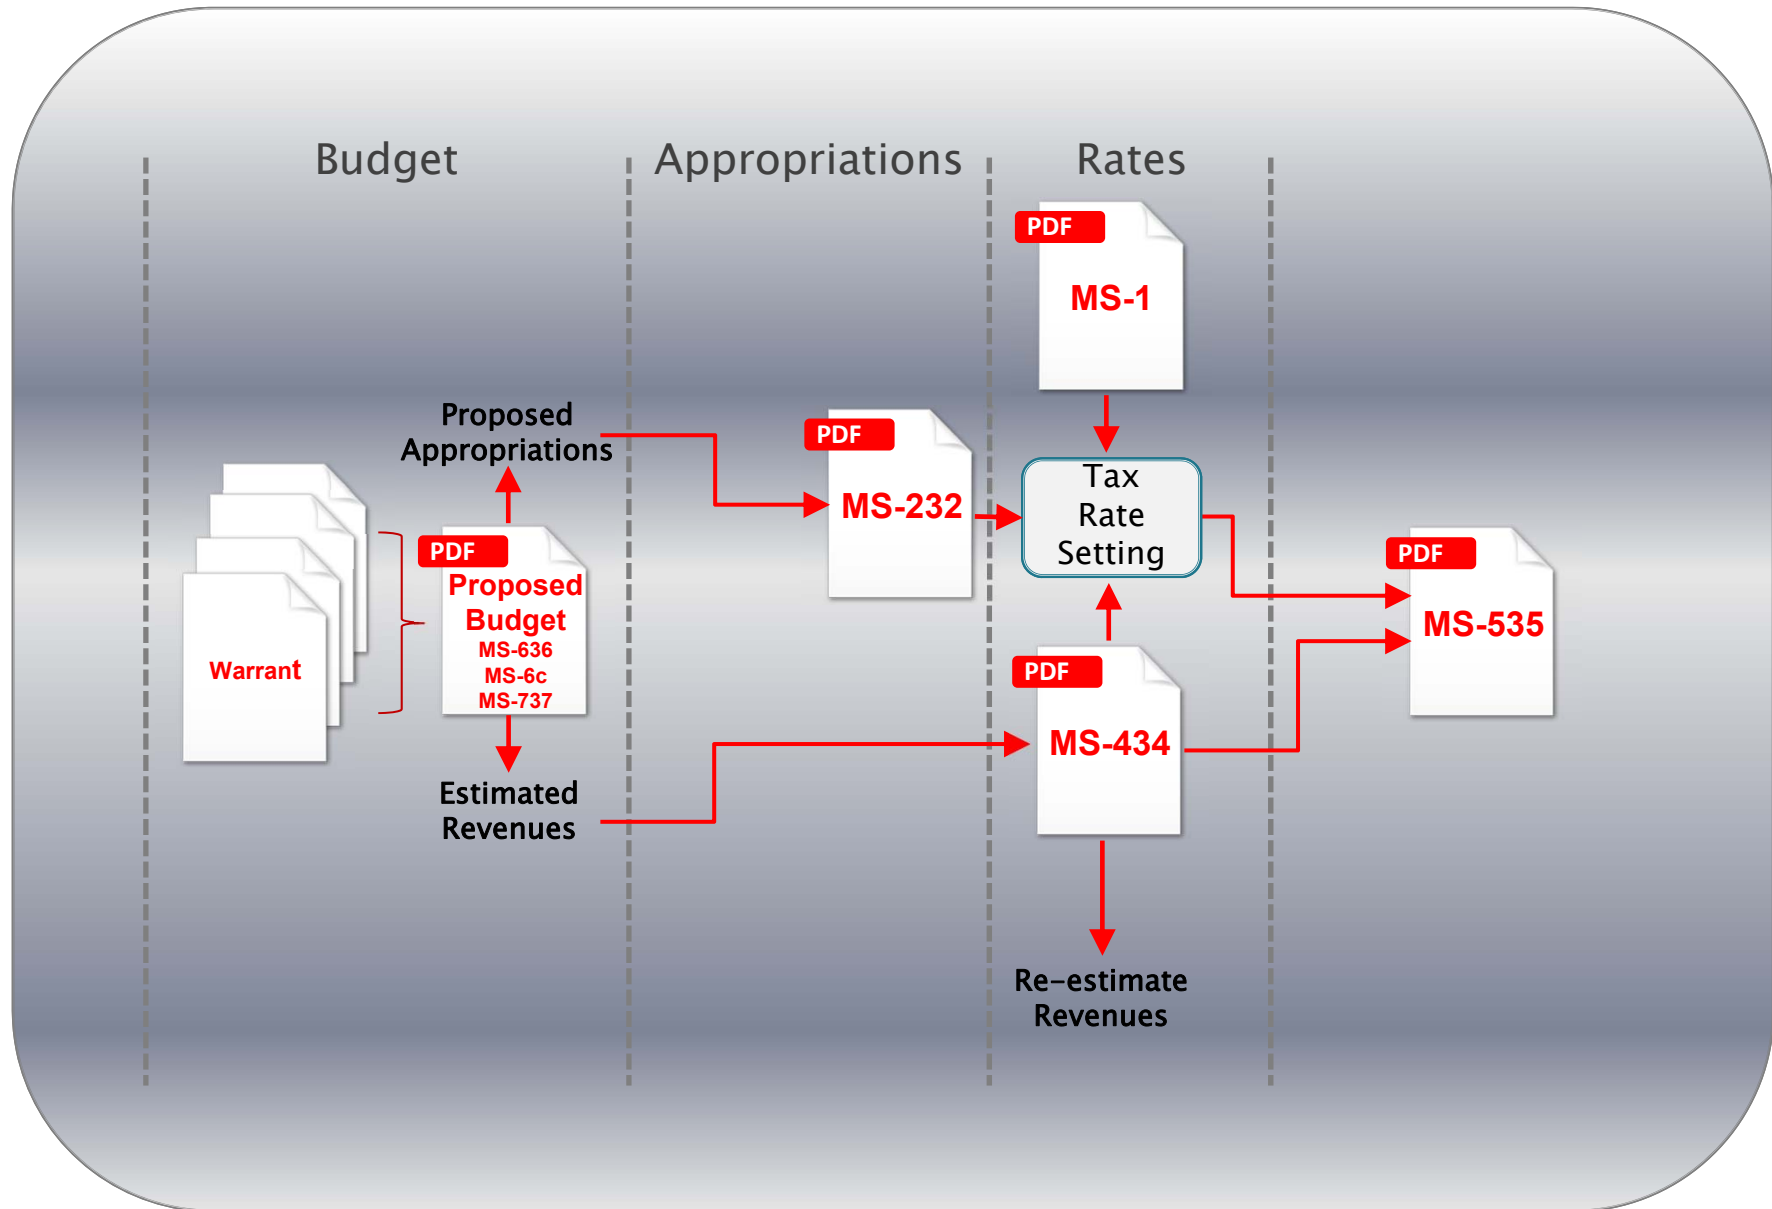 Budget
Appropriations
Rates
PDF
MS-1
Proposed
Appropriations
PDF
MS-232
Tax
Rate
Setting
Warrant
PDF
Proposed
Budget
MS-636
MS-6c
MS-737
PDF
MS-535
PDF
MS-434
Estimated
Revenues
Re-estimate
Revenues